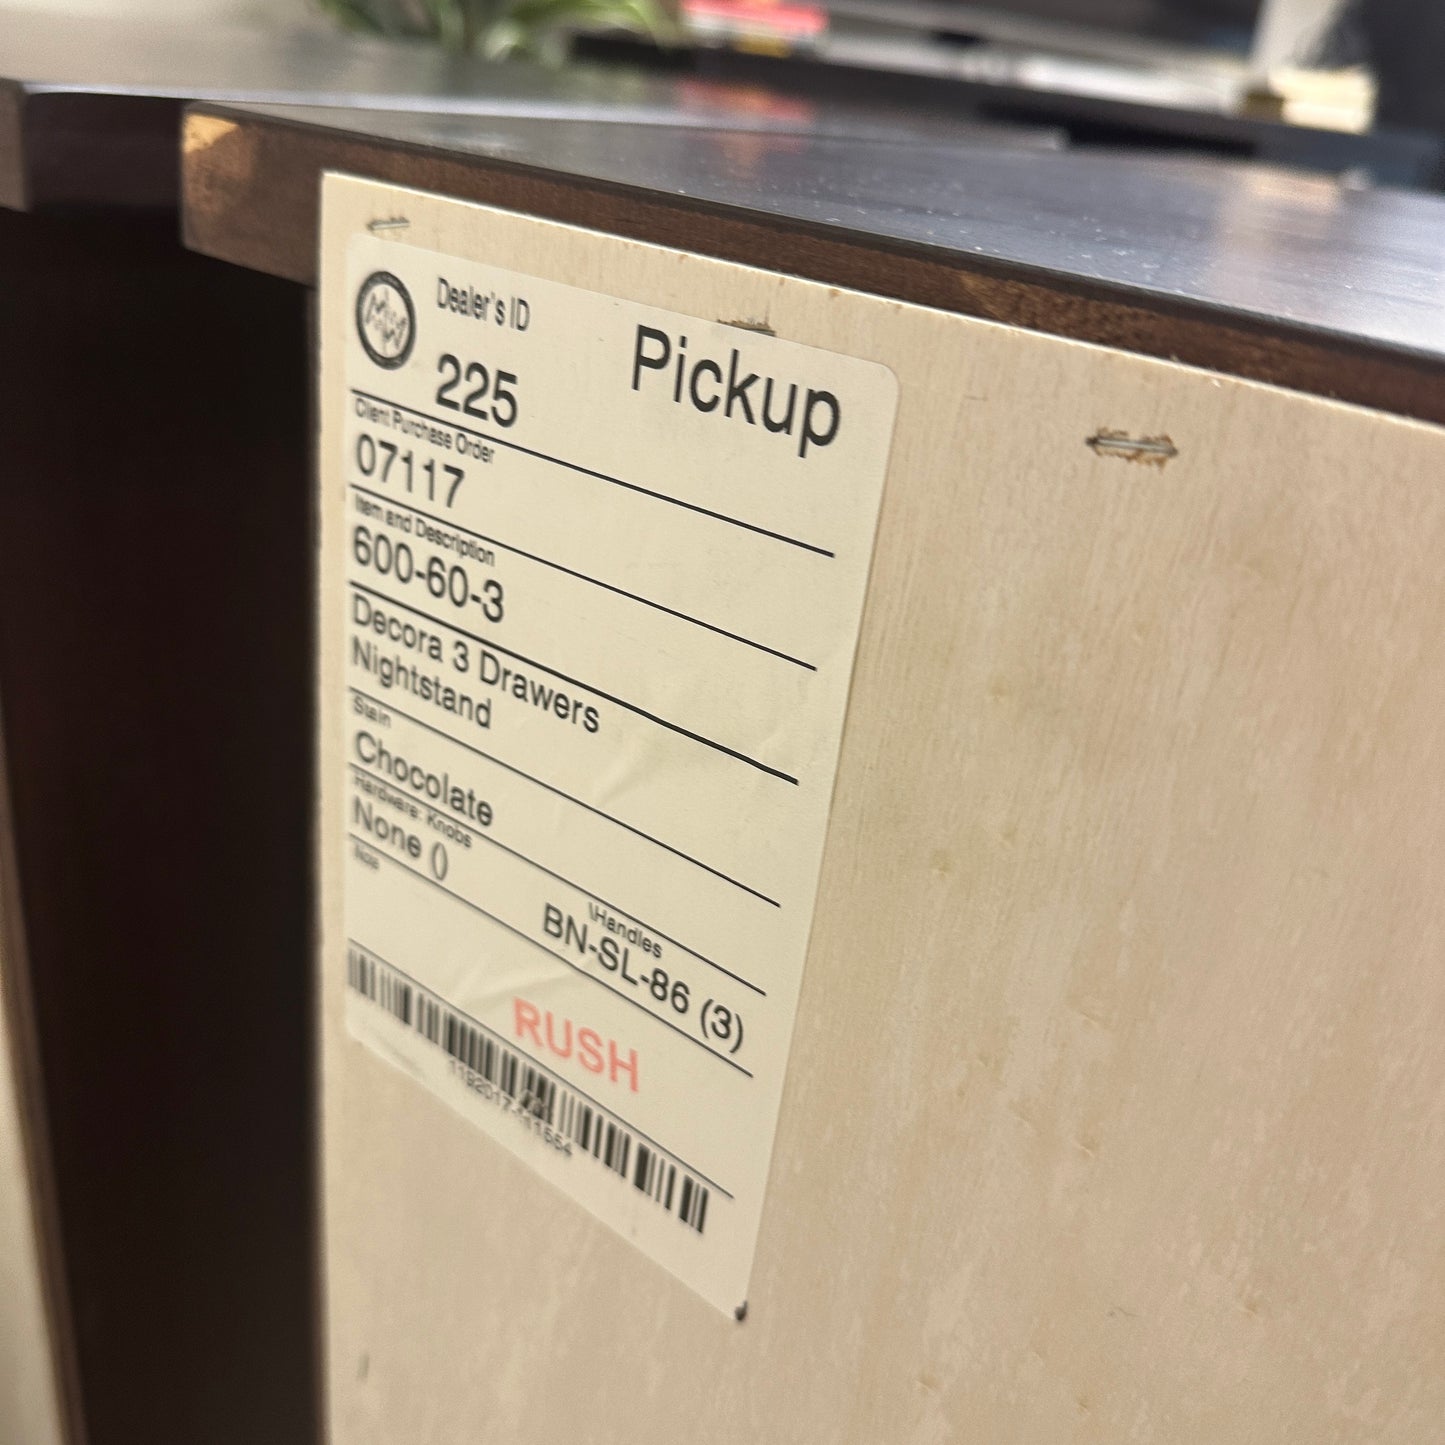 Dealer's ID
225
Pickup
Client Purchase Order
07117
Item and Description
600-60-3
Decora 3 Drawers
Nightstand
Stain
Chocolate
Hardware: Knobs
\Handles
None ()
BN-SL-86 (3)
Note
RUSH